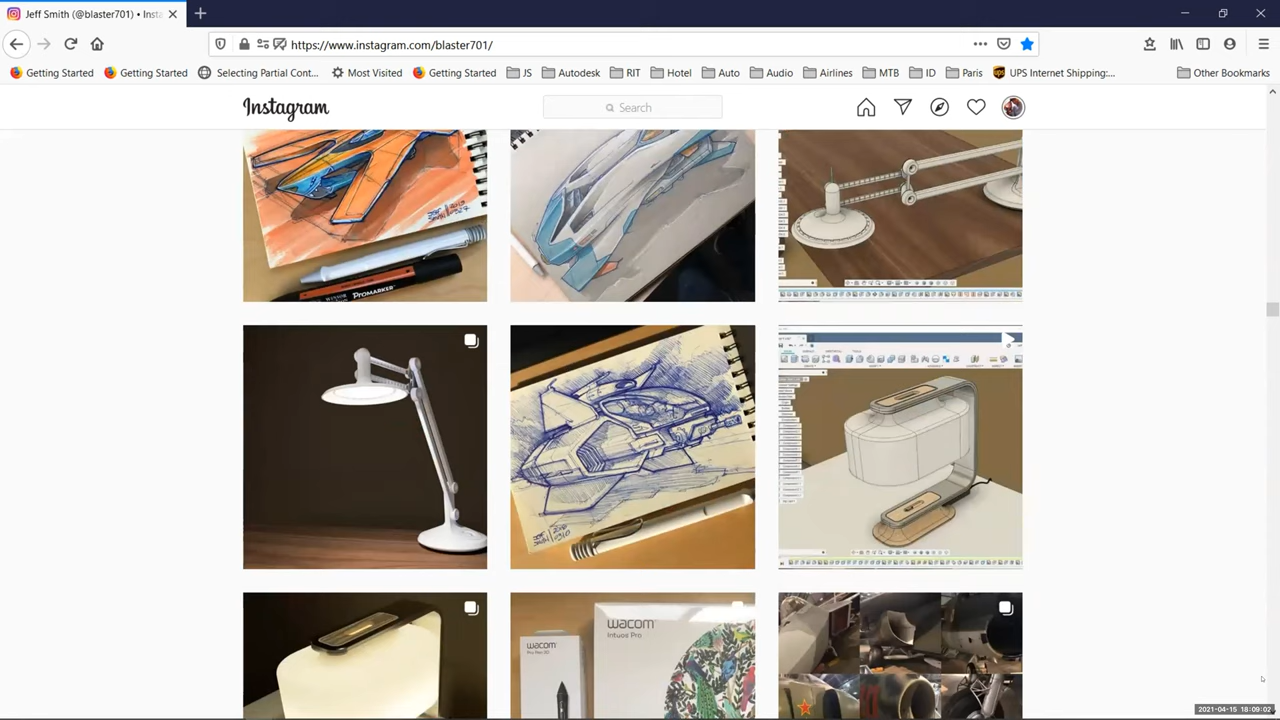 Jeff Smith (@blaster701) • Insta
https://www.instagram.com/blaster701/
Getting Started
Getting Started
Selecting Partial Cont...
Most Visited
Getting Started
JS
Autodesk
RIT
Hotel
Auto
Audio
Airlines
MTB
ID
Paris
UPS Internet Shipping:...
Other Bookmarks
Instagram
Search
PROMARKER
wacom
Intuos Pro
wacom
2021-04-15 18:09:02